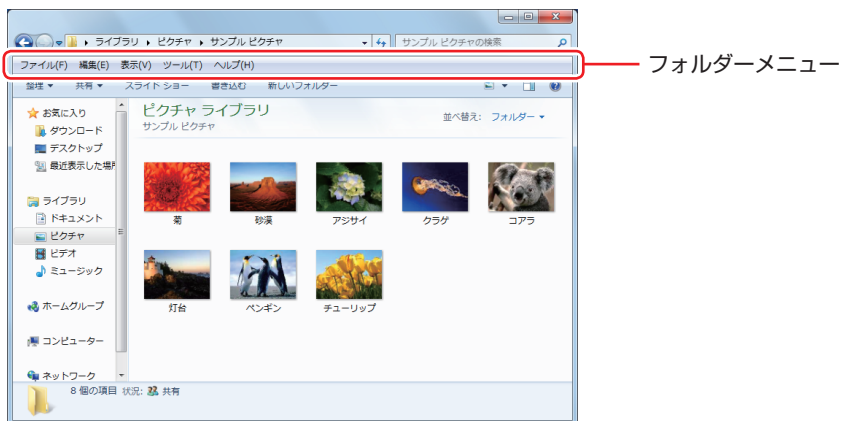 ライブラリ ▸ ピクチャ ▸ サンプル ピクチャ
サンプル ピクチャの検索
ファイル(F) 編集(E) 表示(V) ツール(T) ヘルプ(H)
フォルダーメニュー
整理 ▼ 共有 ▼ スライド ショー 書き込む 新しいフォルダー
お気に入り
ダウンロード
デスクトップ
最近表示した場所
ライブラリ
ドキュメント
ピクチャ
ビデオ
ミュージック
ホームグループ
コンピューター
ネットワーク
ピクチャ ライブラリ
サンプル ピクチャ
並べ替え: フォルダー ▼
菊 砂漠 アジサイ クラゲ コアラ
灯台 ペンギン チューリップ
8 個の項目 状況: 共有